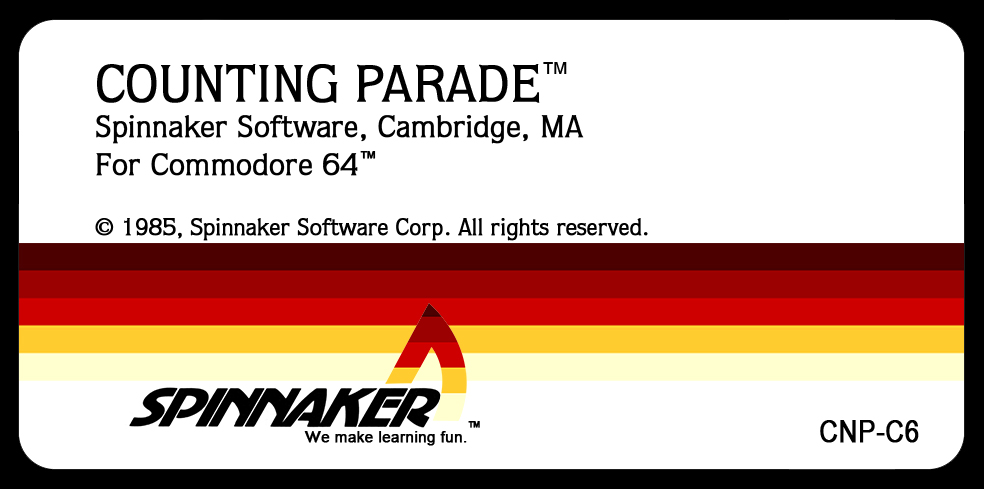 COUNTING PARADE™
Spinnaker Software, Cambridge, MA
For Commodore 64™
© 1985, Spinnaker Software Corp. All rights reserved.
SPINNAKER™
We make learning fun.
CNP-C6